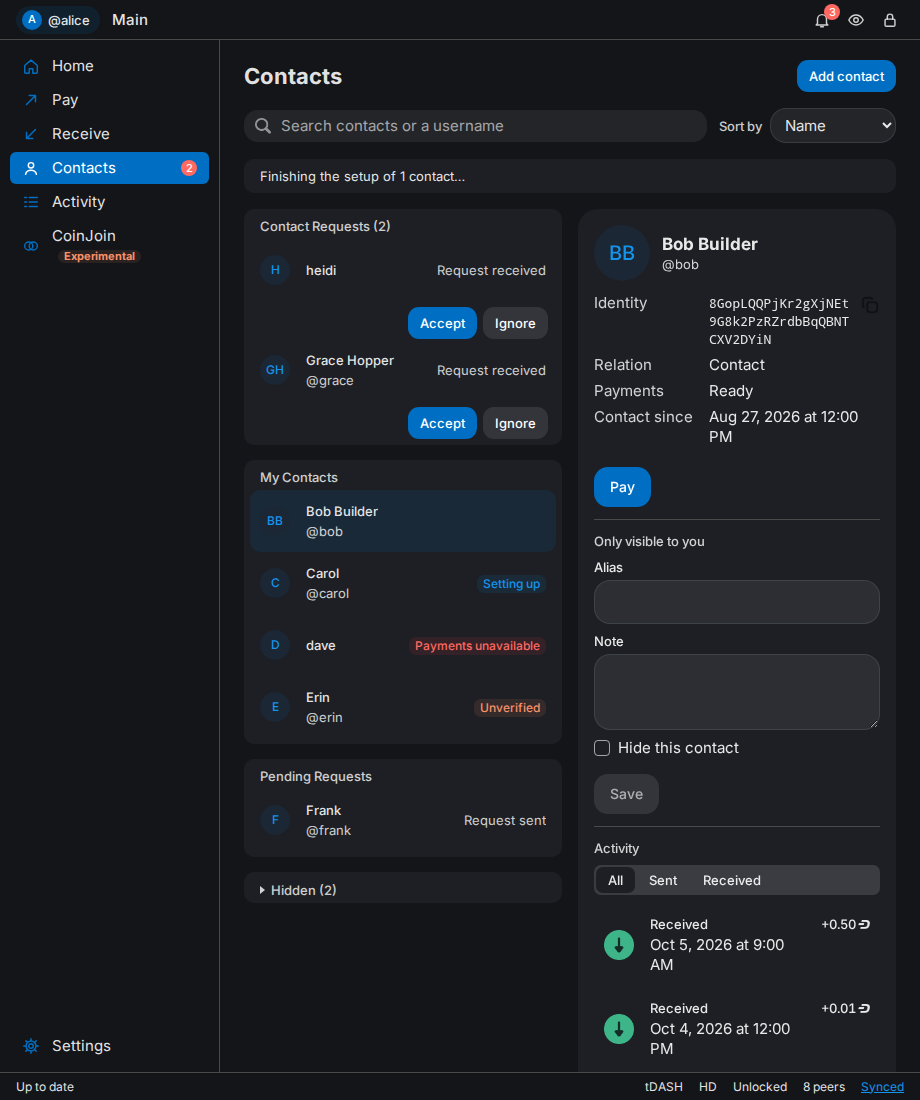 A @alice Main 3
Home
Pay
Receive
Contacts 2
Activity
CoinJoin
Experimental
Settings
Contacts
Add contact
Search contacts or a username
Sort by Name
Finishing the setup of 1 contact...
Contact Requests (2)
H heidi Request received
Accept Ignore
GH Grace Hopper
@grace
Request received
Accept Ignore
My Contacts
BB Bob Builder
@bob
C Carol
@carol
Setting up
D dave Payments unavailable
E Erin
@erin
Unverified
Pending Requests
F Frank
@frank
Request sent
Hidden (2)
BB Bob Builder
@bob
Identity 8GopLQQPjKr2gXjNEt
9G8k2PzRZrdbBqQBNT
CXV2DYiN
Relation Contact
Payments Ready
Contact since Aug 27, 2026 at 12:00
PM
Pay
Only visible to you
Alias
Note
Hide this contact
Save
Activity
All Sent Received
Received +0.50
Oct 5, 2026 at 9:00
AM
Received +0.01
Oct 4, 2026 at 12:00
PM
Up to date tDASH HD Unlocked 8 peers Synced